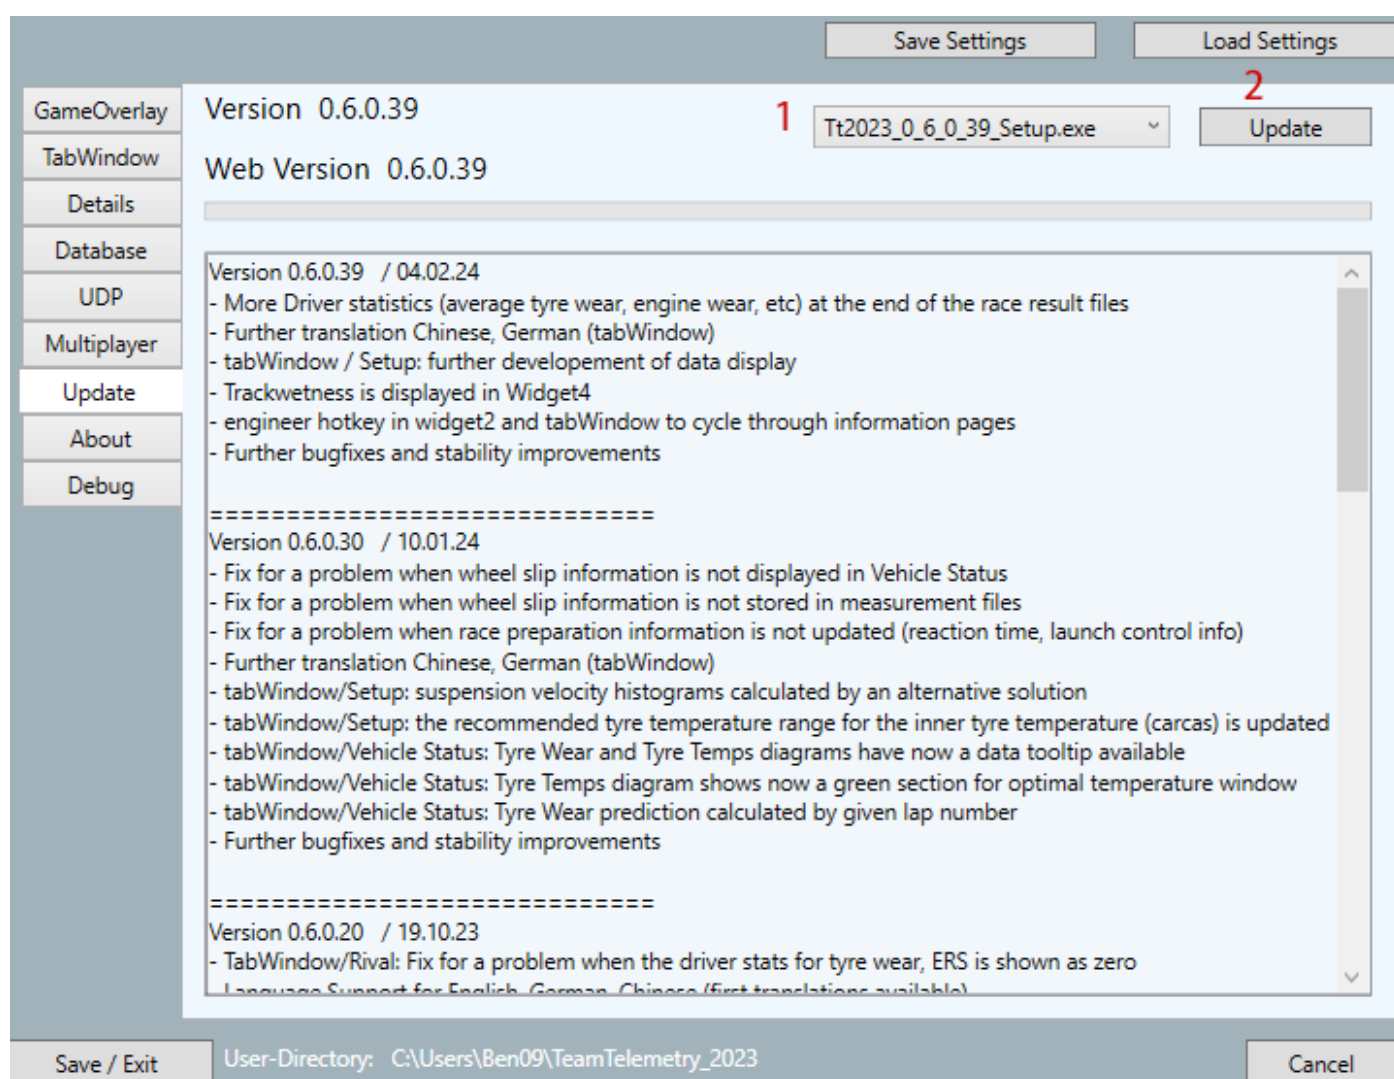 Save Settings
Load Settings
GameOverlay
TabWindow
Details
Database
UDP
Multiplayer
Update
About
Debug
Version 0.6.0.39
1
Tt2023_0_6_0_39_Setup.exe
2
Update
Web Version 0.6.0.39
Version 0.6.0.39 / 04.02.24
- More Driver statistics (average tyre wear, engine wear, etc) at the end of the race result files
- Further translation Chinese, German (tabWindow)
- tabWindow / Setup: further developement of data display
- Trackwetness is displayed in Widget4
- engineer hotkey in widget2 and tabWindow to cycle through information pages
- Further bugfixes and stability improvements
=============================
Version 0.6.0.30 / 10.01.24
- Fix for a problem when wheel slip information is not displayed in Vehicle Status
- Fix for a problem when wheel slip information is not stored in measurement files
- Fix for a problem when race preparation information is not updated (reaction time, launch control info)
- Further translation Chinese, German (tabWindow)
- tabWindow/Setup: suspension velocity histograms calculated by an alternative solution
- tabWindow/Setup: the recommended tyre temperature range for the inner tyre temperature (carcas) is updated
- tabWindow/Vehicle Status: Tyre Wear and Tyre Temps diagrams have now a data tooltip available
- tabWindow/Vehicle Status: Tyre Temps diagram shows now a green section for optimal temperature window
- tabWindow/Vehicle Status: Tyre Wear prediction calculated by given lap number
- Further bugfixes and stability improvements
=============================
Version 0.6.0.20 / 19.10.23
- TabWindow/Rival: Fix for a problem when the driver stats for tyre wear, ERS is shown as zero
- Language Support for English, German, Chinese (first translations available)
Save / Exit
User-Directory: C:\Users\Ben09\TeamTelemetry_2023
Cancel